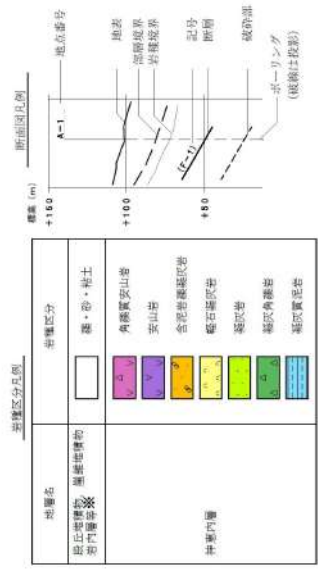 岩種区分凡例
地層名
岩種区分
段丘堆積物／崖錐堆積物
岩内層等※
礫・砂・粘土
神恵内層
角礫質安山岩
安山岩
含泥岩礫凝灰岩
軽石凝灰岩
凝灰岩
凝灰角礫岩
凝灰質泥岩
断面図凡例
標高 (m)
+150
+100
+50
A-1
(F-1)
地点番号
地表
部層境界
岩種境界
記号
断層
破砕部
ボーリング
(破線は投影)